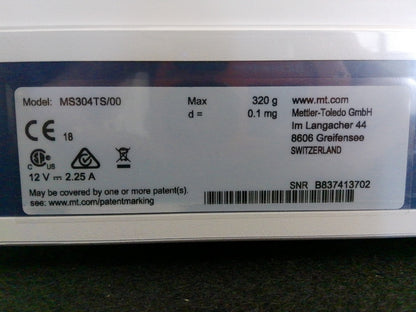 Model: MS304TS/00 Max 320 g www.mt.com
d = 0.1 mg Mettler-Toledo GmbH
Im Langacher 44
CE 18 8606 Greifensee
SWITZERLAND
C US
12 V ⎓ 2.25 A SNR B837413702
May be covered by one or more patent(s).
see: www.mt.com/patentmarking